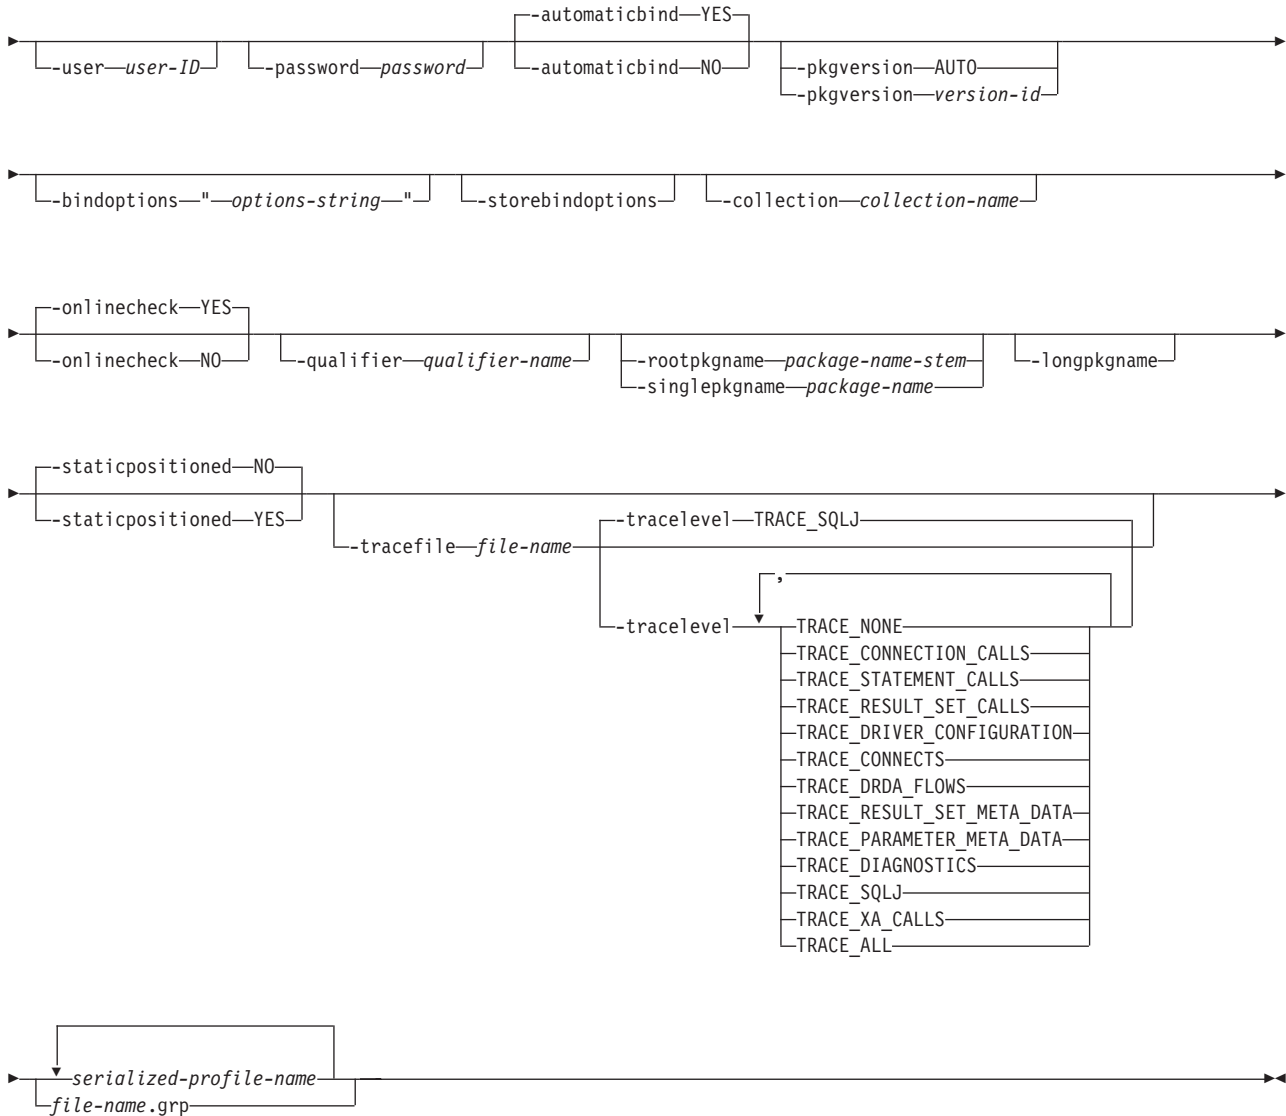 -automaticbind YES
-user user-ID -password password -automaticbind NO -pkgversion AUTO
-pkgversion version-id
-bindoptions " options-string " -storebindoptions -collection collection-name
-onlinecheck YES
-onlinecheck NO -qualifier qualifier-name -rootpkgname package-name-stem -longpkgname
-singlepkgname package-name
-staticpositioned NO
-staticpositioned YES -tracelevel TRACE_SQLJ
-tracefile file-name
,
-tracelevel TRACE_NONE
TRACE_CONNECTION_CALLS
TRACE_STATEMENT_CALLS
TRACE_RESULT_SET_CALLS
TRACE_DRIVER_CONFIGURATION
TRACE_CONNECTS
TRACE_DRDA_FLOWS
TRACE_RESULT_SET_META_DATA
TRACE_PARAMETER_META_DATA
TRACE_DIAGNOSTICS
TRACE_SQLJ
TRACE_XA_CALLS
TRACE_ALL
serialized-profile-name
file-name.grp